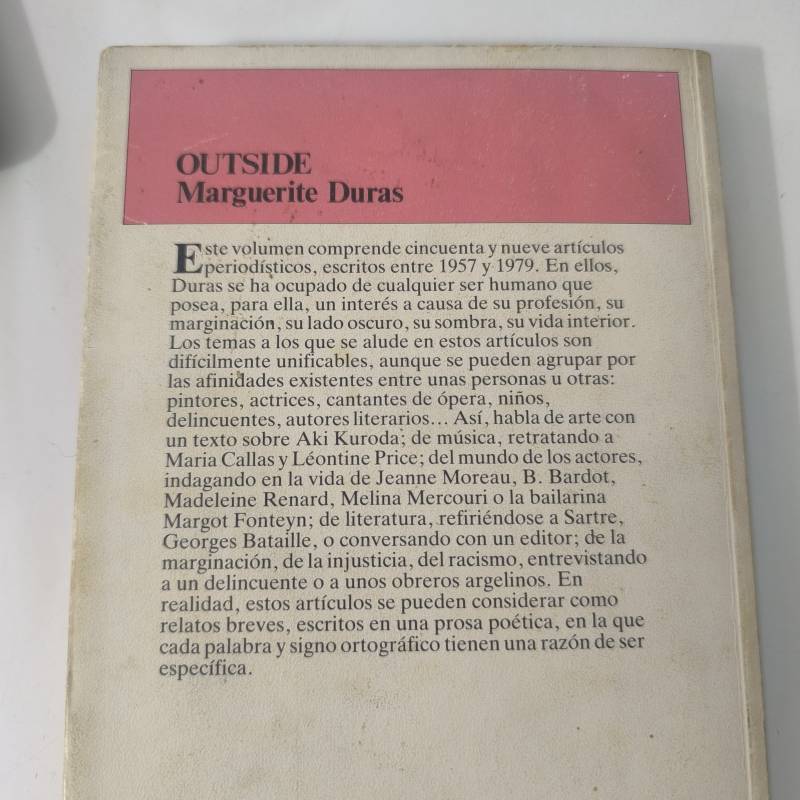 OUTSIDE
Marguerite Duras
Este volumen comprende cincuenta y nueve artículos
periodísticos, escritos entre 1957 y 1979. En ellos,
Duras se ha ocupado de cualquier ser humano que
posea, para ella, un interés a causa de su profesión, su
marginación, su lado oscuro, su sombra, su vida interior.
Los temas a los que se alude en estos artículos son
difícilmente unificables, aunque se pueden agrupar por
las afinidades existentes entre unas personas u otras:
pintores, actrices, cantantes de ópera, niños,
delincuentes, autores literarios... Así, habla de arte con
un texto sobre Aki Kuroda; de música, retratando a
Maria Callas y Léontine Price; del mundo de los actores,
indagando en la vida de Jeanne Moreau, B. Bardot,
Madeleine Renard, Melina Mercouri o la bailarina
Margot Fonteyn; de literatura, refiriéndose a Sartre,
Georges Bataille, o conversando con un editor; de la
marginación, de la injusticia, del racismo, entrevistando
a un delincuente o a unos obreros argelinos. En
realidad, estos artículos se pueden considerar como
relatos breves, escritos en una prosa poética, en la que
cada palabra y signo ortográfico tienen una razón de ser
específica.